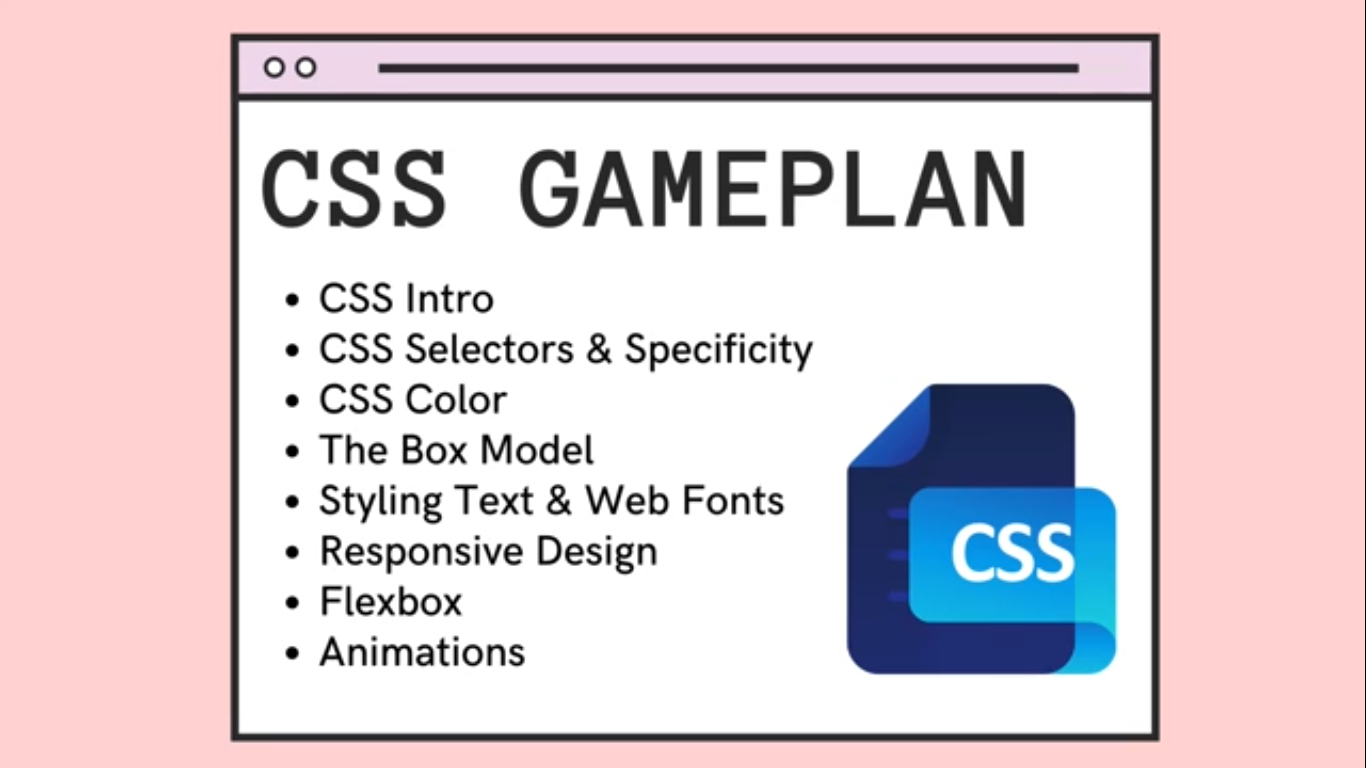 CSS GAMEPLAN
• CSS Intro
• CSS Selectors & Specificity
• CSS Color
• The Box Model
• Styling Text & Web Fonts
• Responsive Design
• Flexbox
• Animations
CSS